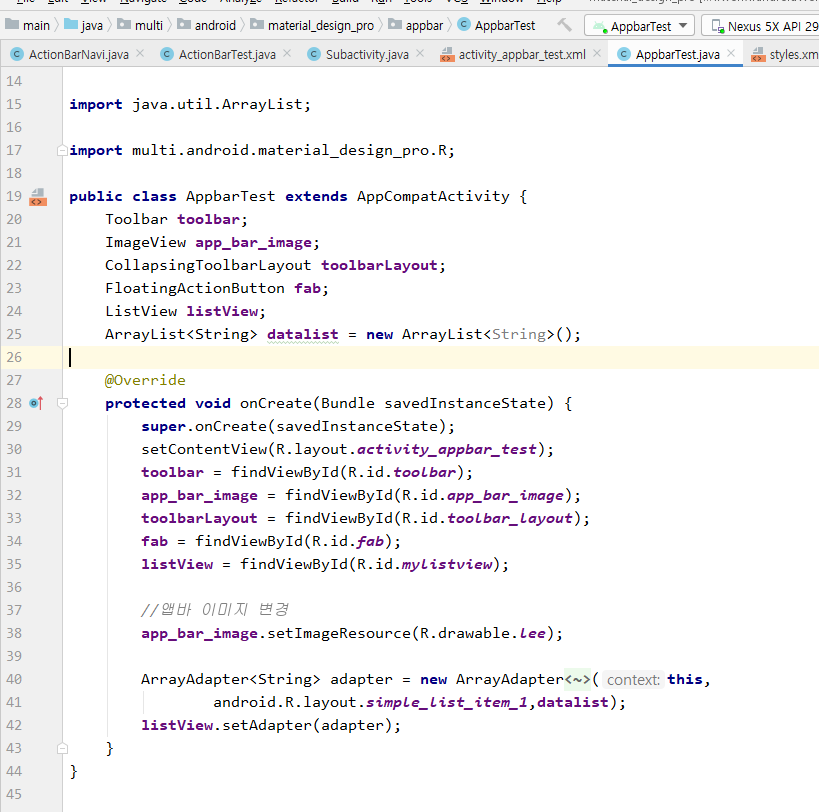 main java multi android material_design_pro appbar AppbarTest AppbarTest Nexus 5X API 29
ActionBarNavi.java ActionBarTest.java Subactivity.java activity_appbar_test.xml AppbarTest.java styles.xm
14
15 import java.util.ArrayList;
16
17 import multi.android.material_design_pro.R;
18
19 public class AppbarTest extends AppCompatActivity {
20 Toolbar toolbar;
21 ImageView app_bar_image;
22 CollapsingToolbarLayout toolbarLayout;
23 FloatingActionButton fab;
24 ListView listView;
25 ArrayList<String> datalist = new ArrayList<String>();
26
27 @Override
28 protected void onCreate(Bundle savedInstanceState) {
29 super.onCreate(savedInstanceState);
30 setContentView(R.layout.activity_appbar_test);
31 toolbar = findViewById(R.id.toolbar);
32 app_bar_image = findViewById(R.id.app_bar_image);
33 toolbarLayout = findViewById(R.id.toolbar_layout);
34 fab = findViewById(R.id.fab);
35 listView = findViewById(R.id.mylistview);
36
37 //앱바 이미지 변경
38 app_bar_image.setImageResource(R.drawable.lee);
39
40 ArrayAdapter<String> adapter = new ArrayAdapter<~>( context: this,
41 android.R.layout.simple_list_item_1,datalist);
42 listView.setAdapter(adapter);
43 }
44 }
45